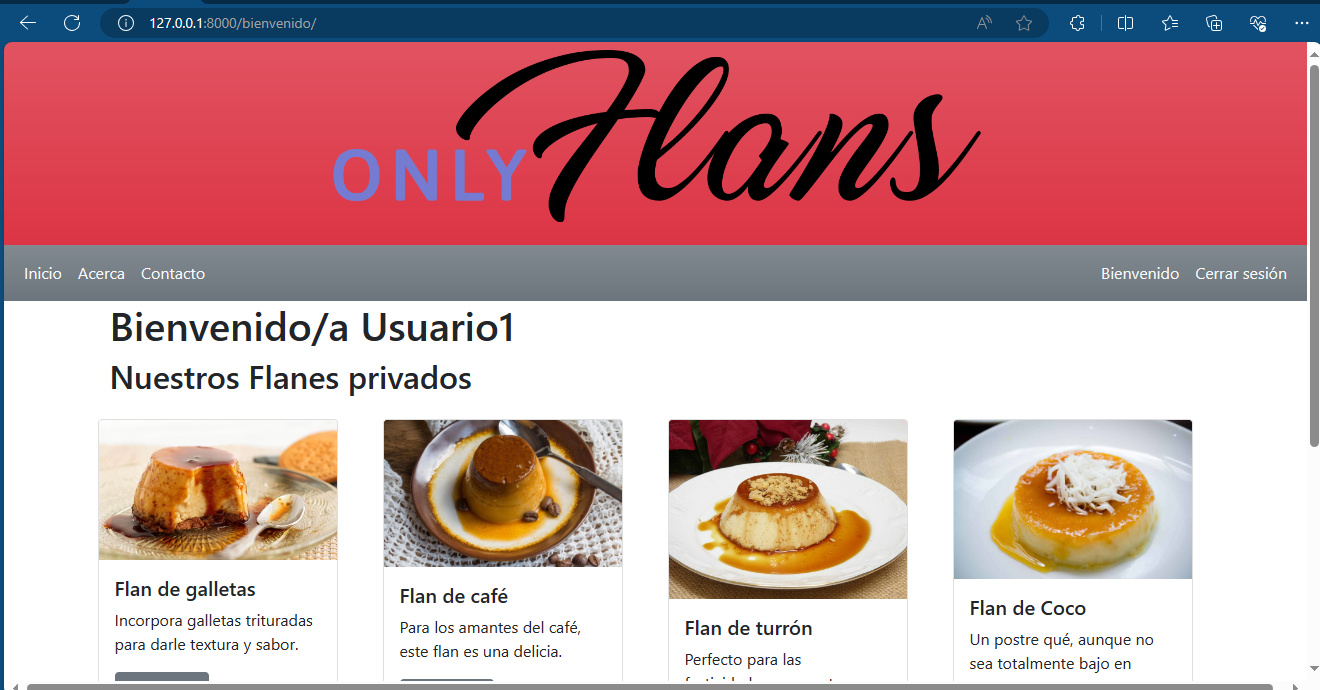 127.0.0.1:8000/bienvenido/
ONLY Flans
Inicio Acerca Contacto Bienvenido Cerrar sesión
Bienvenido/a Usuario1
Nuestros Flanes privados
Flan de galletas
Incorpora galletas trituradas
para darle textura y sabor.
Flan de café
Para los amantes del café,
este flan es una delicia.
Flan de turrón
Perfecto para las
Flan de Coco
Un postre qué, aunque no
sea totalmente bajo en